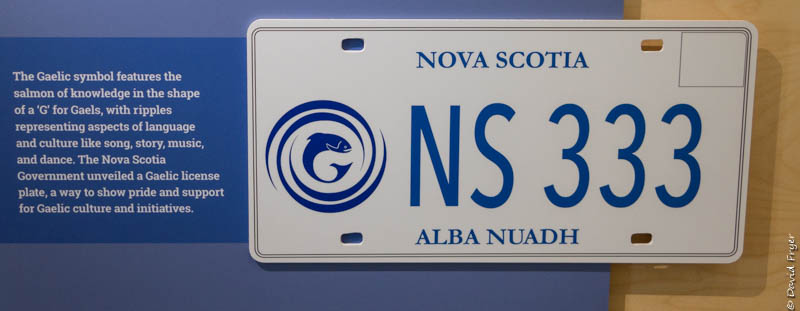 The Gaelic symbol features the
salmon of knowledge in the shape
of a ‘G’ for Gaels, with ripples
representing aspects of language
and culture like song, story, music,
and dance. The Nova Scotia
Government unveiled a Gaelic license
plate, a way to show pride and support
for Gaelic culture and initiatives.
NOVA SCOTIA
NS 333
ALBA NUADH
© David Fryer